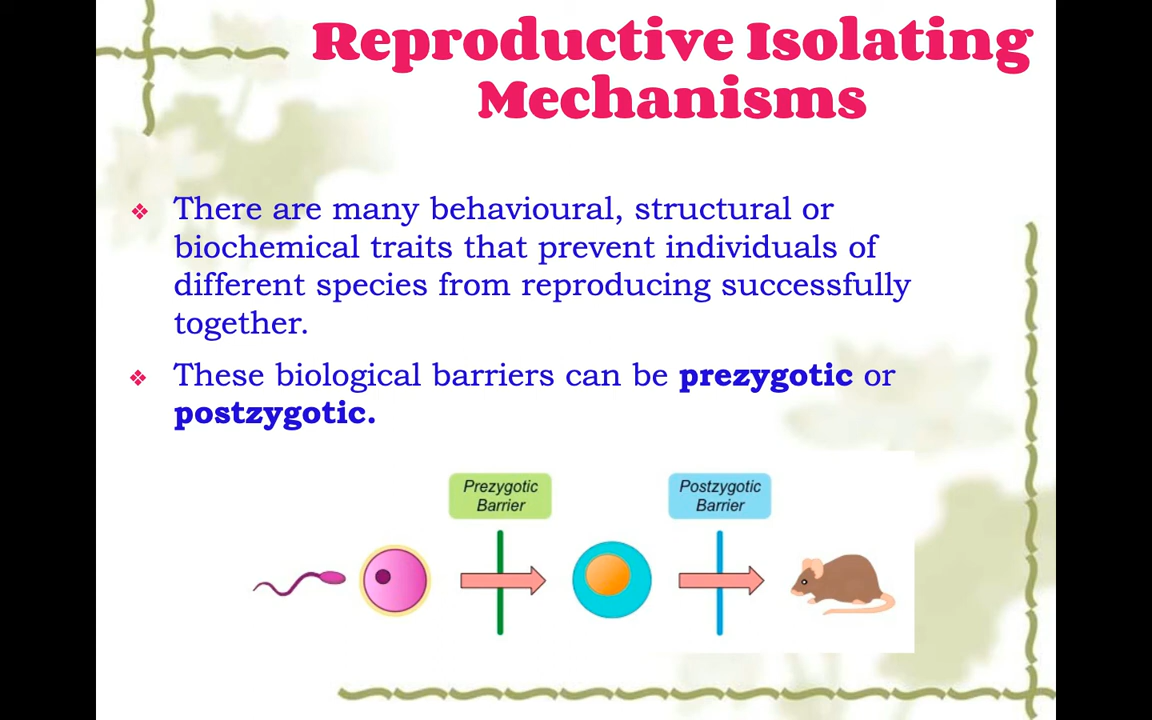 Reproductive Isolating
Mechanisms
There are many behavioural, structural or
biochemical traits that prevent individuals of
different species from reproducing successfully
together.
These biological barriers can be prezygotic or
postzygotic.
Prezygotic
Barrier
Postzygotic
Barrier